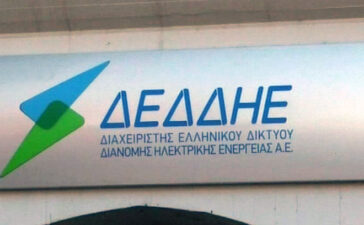 ΔΕΔΔΗΕ
ΔΙΑΧΕΙΡΙΣΤΗΣ ΕΛΛΗΝΙΚΟΥ ΔΙΚΤΥΟΥ
ΔΙΑΝΟΜΗΣ ΗΛΕΚΤΡΙΚΗΣ ΕΝΕΡΓΕΙΑΣ Α.Ε.